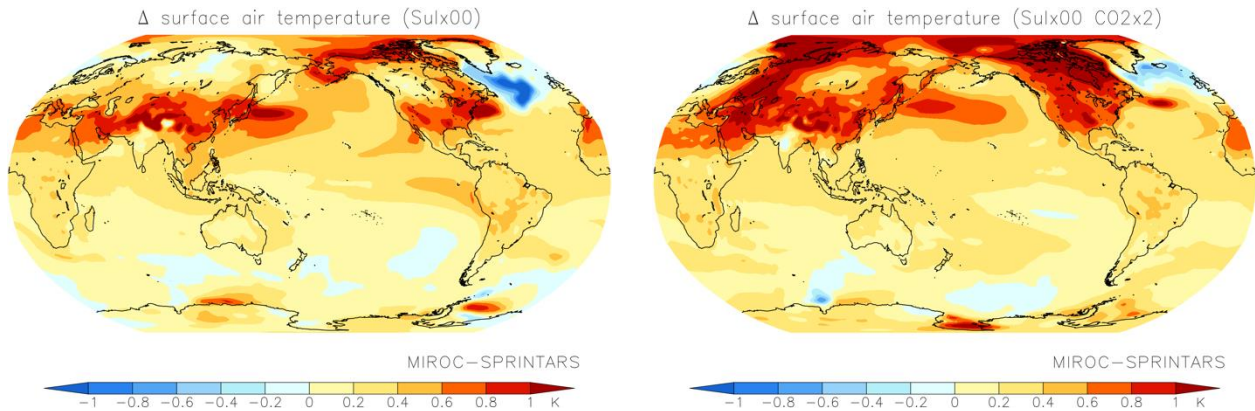 Δ surface air temperature (Sulx00)
MIROC−SPRINTARS
−1 −0.8 −0.6 −0.4 −0.2 0 0.2 0.4 0.6 0.8 1 K
Δ surface air temperature (Sulx00 CO2x2)
MIROC−SPRINTARS
−1 −0.8 −0.6 −0.4 −0.2 0 0.2 0.4 0.6 0.8 1 K